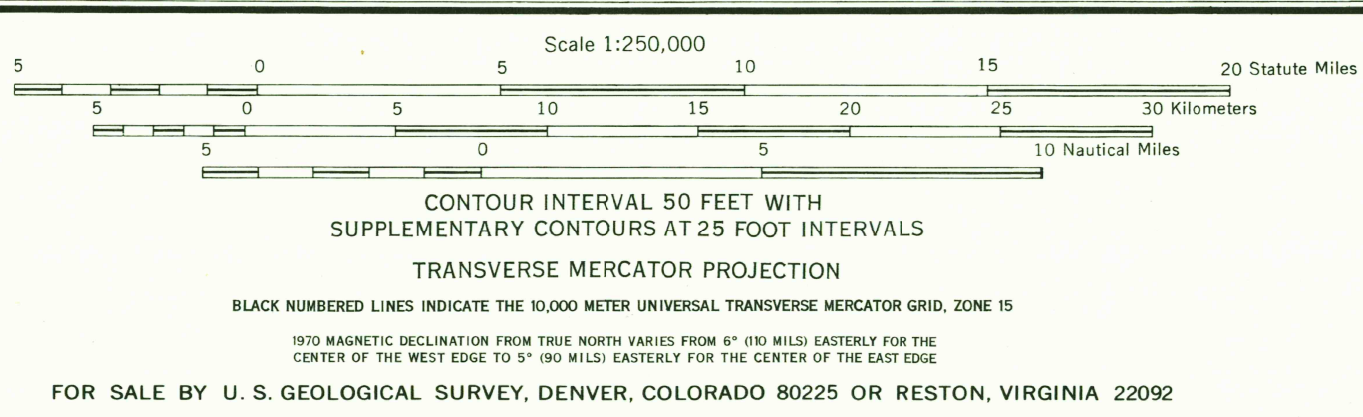 Scale 1:250,000
5 0 5 10 15 20 Statute Miles
5 0 5 10 15 20 25 30 Kilometers
5 0 5 10 Nautical Miles
CONTOUR INTERVAL 50 FEET WITH
SUPPLEMENTARY CONTOURS AT 25 FOOT INTERVALS
TRANSVERSE MERCATOR PROJECTION
BLACK NUMBERED LINES INDICATE THE 10,000 METER UNIVERSAL TRANSVERSE MERCATOR GRID, ZONE 15
1970 MAGNETIC DECLINATION FROM TRUE NORTH VARIES FROM 6° (110 MILS) EASTERLY FOR THE
CENTER OF THE WEST EDGE TO 5° (90 MILS) EASTERLY FOR THE CENTER OF THE EAST EDGE
FOR SALE BY U. S. GEOLOGICAL SURVEY, DENVER, COLORADO 80225 OR RESTON, VIRGINIA 22092